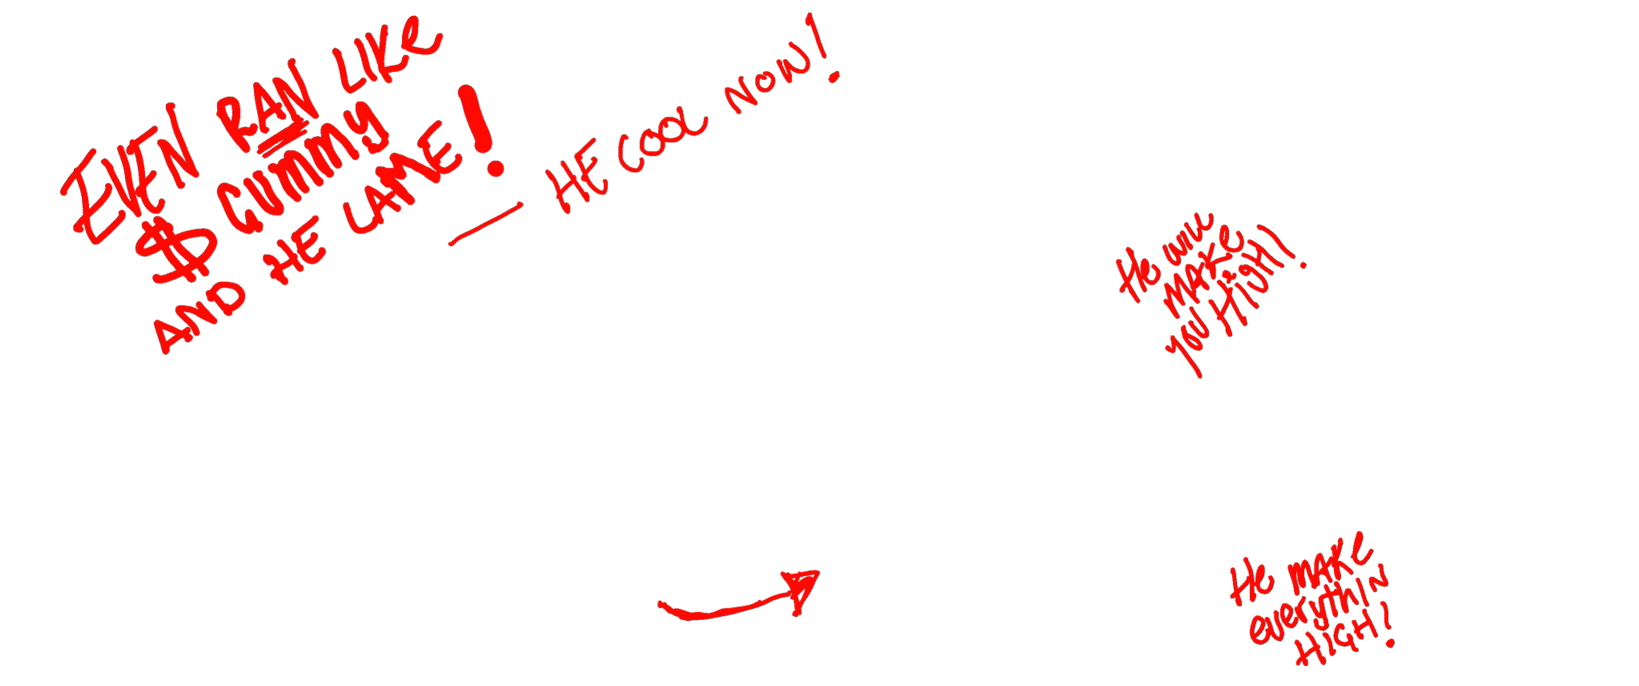 EVEN RAN LIKE
$ GUMMY
AND HE LAME!
— HE COOL NOW!
He will
MAKe
you HIGH!
He MAKe
everythIN
HIGH!